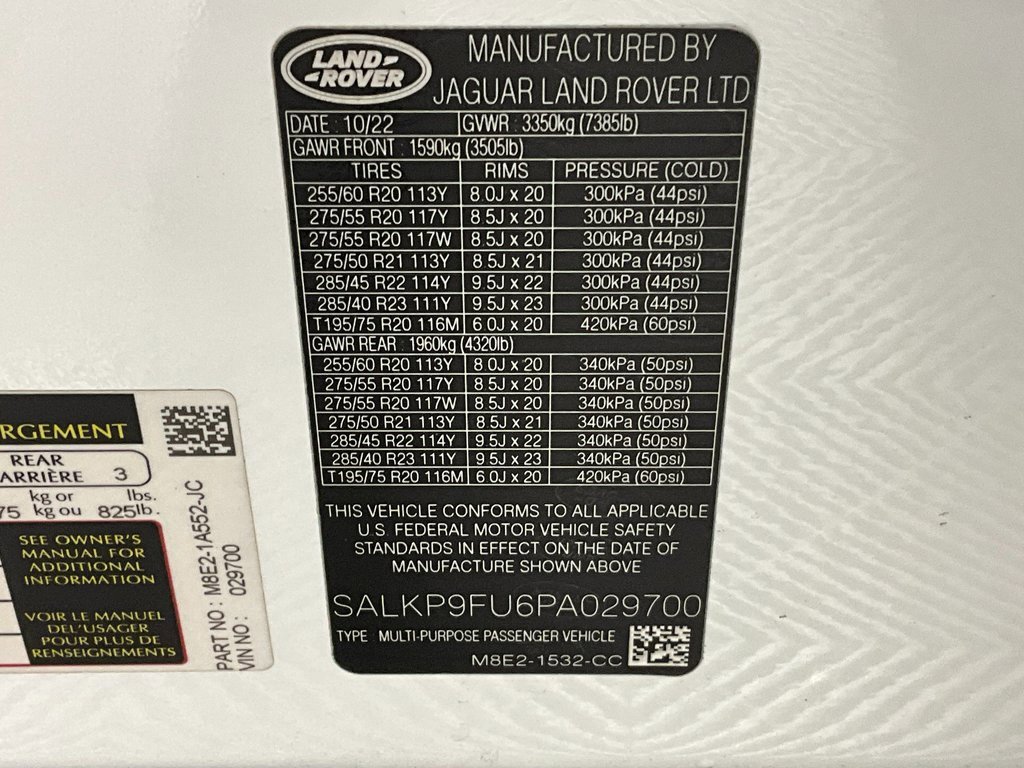 LAND-
-ROVER
MANUFACTURED BY
JAGUAR LAND ROVER LTD
DATE : 10/22 GVWR : 3350kg (7385lb)
GAWR FRONT : 1590kg (3505lb)
TIRES RIMS PRESSURE (COLD)
255/60 R20 113Y 8.0J x 20 300kPa (44psi)
275/55 R20 117Y 8.5J x 20 300kPa (44psi)
275/55 R20 117W 8.5J x 20 300kPa (44psi)
275/50 R21 113Y 8.5J x 21 300kPa (44psi)
285/45 R22 114Y 9.5J x 22 300kPa (44psi)
285/40 R23 111Y 9.5J x 23 300kPa (44psi)
T195/75 R20 116M 6.0J x 20 420kPa (60psi)
GAWR REAR : 1960kg (4320lb)
255/60 R20 113Y 8.0J x 20 340kPa (50psi)
275/55 R20 117Y 8.5J x 20 340kPa (50psi)
275/55 R20 117W 8.5J x 20 340kPa (50psi)
275/50 R21 113Y 8.5J x 21 340kPa (50psi)
285/45 R22 114Y 9.5J x 22 340kPa (50psi)
285/40 R23 111Y 9.5J x 23 340kPa (50psi)
T195/75 R20 116M 6.0J x 20 420kPa (60psi)
THIS VEHICLE CONFORMS TO ALL APPLICABLE
U.S. FEDERAL MOTOR VEHICLE SAFETY
STANDARDS IN EFFECT ON THE DATE OF
MANUFACTURE SHOWN ABOVE
SALKP9FU6PA029700
TYPE : MULTI-PURPOSE PASSENGER VEHICLE
M8E2-1532-CC
RGEMENT
REAR
ARRIÈRE 3
kg or lbs.
75 kg ou 825lb.
SEE OWNER'S
MANUAL FOR
ADDITIONAL
INFORMATION
VOIR LE MANUEL
DEL'USAGER
POUR PLUS DE
RENSEIGNEMENTS
PART NO : M8E2-1A552-JC
VIN NO : 029700